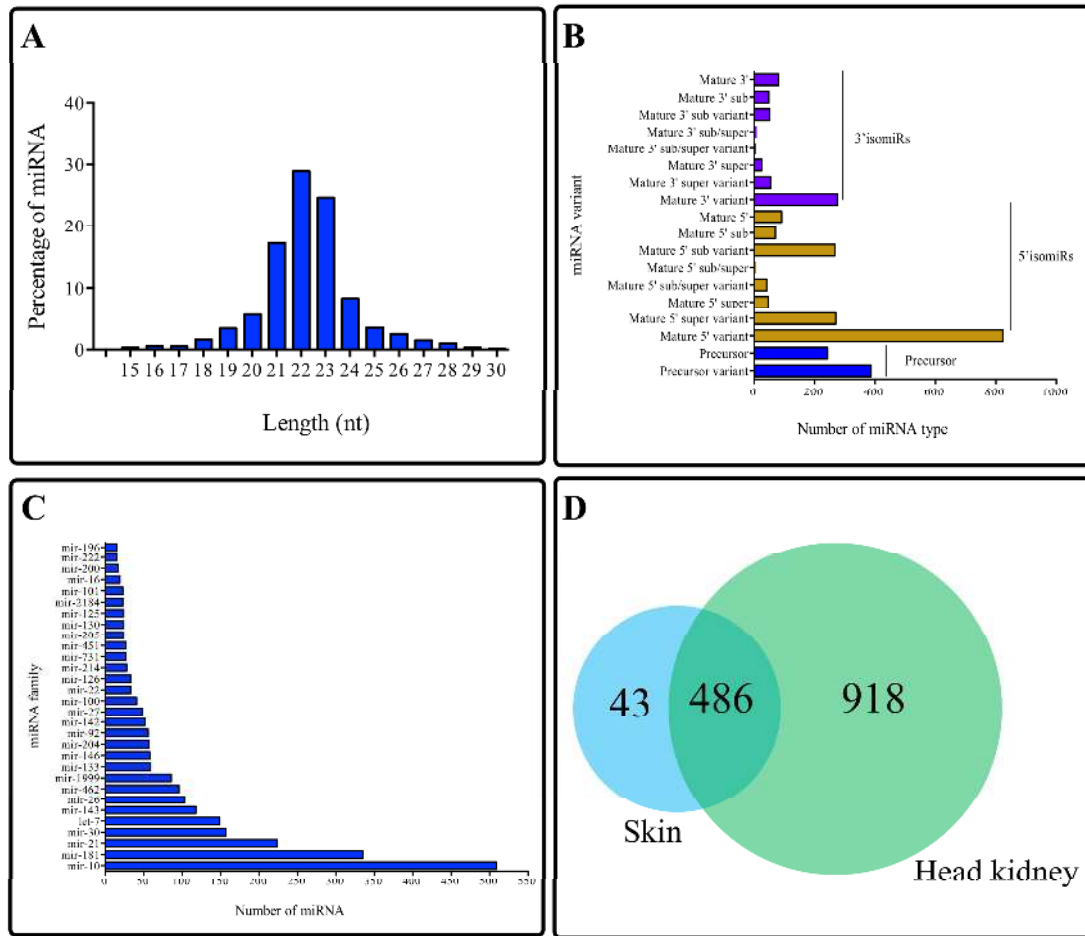 A
Percentage of miRNA
40
30
20
10
0
15 16 17 18 19 20 21 22 23 24 25 26 27 28 29 30
Length (nt)
B
miRNA variant
Mature 3'
Mature 3' sub
Mature 3' sub variant
Mature 3' sub/super
Mature 3' sub/super variant
Mature 3' super
Mature 3' super variant
Mature 3' variant
Mature 5'
Mature 5' sub
Mature 5' sub variant
Mature 5' sub/super
Mature 5' sub/super variant
Mature 5' super
Mature 5' super variant
Mature 5' variant
Precursor
Precursor variant
3'isomiRs
5'isomiRs
Precursor
0 200 400 600 800 1000
Number of miRNA type
C
miRNA family
mir-196
mir-222
mir-200
mir-16
mir-101
mir-2184
mir-125
mir-130
mir-205
mir-451
mir-731
mir-214
mir-126
mir-22
mir-100
mir-27
mir-142
mir-92
mir-204
mir-146
mir-133
mir-1999
mir-462
mir-26
mir-143
let-7
mir-30
mir-21
mir-181
mir-10
0 50 100 150 200 250 300 350 400 450 500 550
Number of miRNA
D
43 486 918
Skin
Head kidney